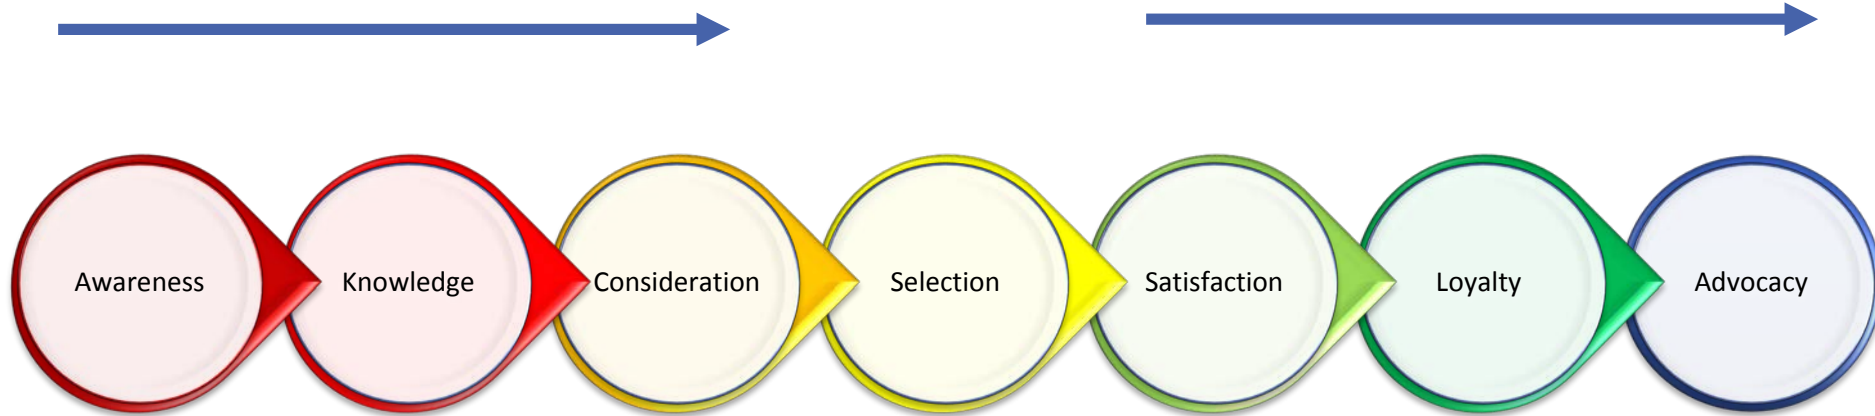 Awareness
Knowledge
Consideration
Selection
Satisfaction
Loyalty
Advocacy